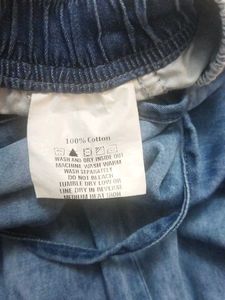 100% Cotton
WASH AND DRY INSIDE OUT
MACHINE WASH WARM
WASH SEPARATELY
DO NOT BLEACH
TUMBLE DRY LOW OR
LINE DRY IN REVERSE
MEDIUM HEAT IRON